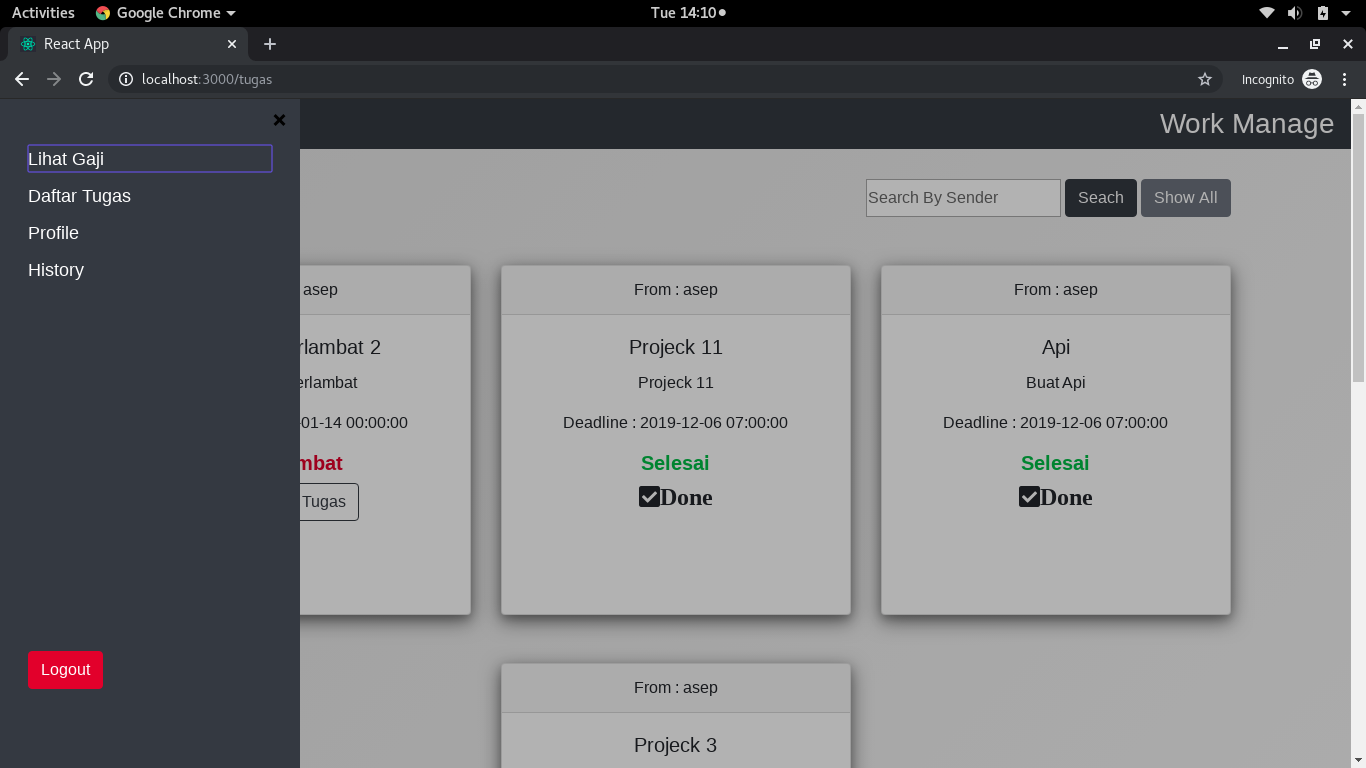 Activities Google Chrome Tue 14:10
React App
localhost:3000/tugas Incognito
Work Manage
Lihat Gaji
Daftar Tugas
Profile
History
Logout
Search By Sender Seach Show All
asep
2
-01-14 00:00:00
Tugas
From : asep
Projeck 11
Projeck 11
Deadline : 2019-12-06 07:00:00
Selesai
Done
From : asep
Api
Buat Api
Deadline : 2019-12-06 07:00:00
Selesai
Done
From : asep
Projeck 3